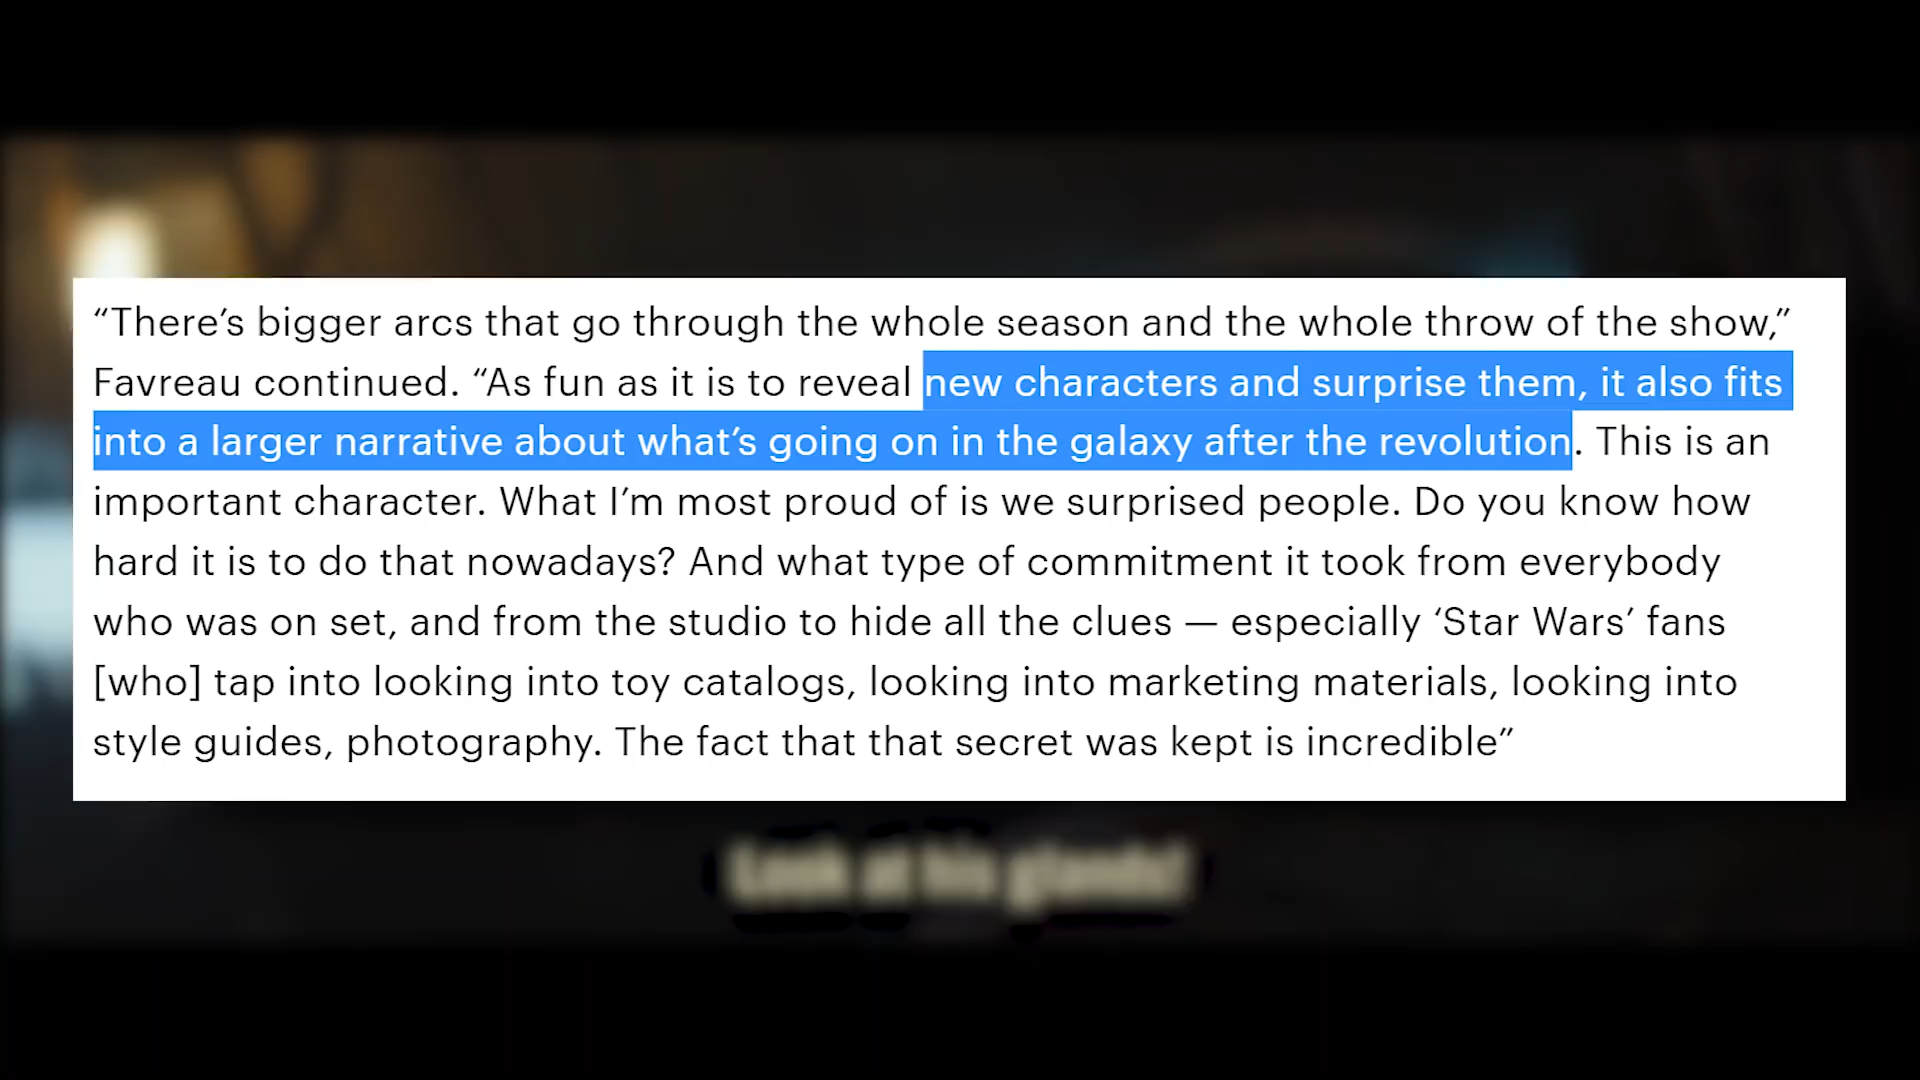 “There’s bigger arcs that go through the whole season and the whole throw of the show,”
Favreau continued. “As fun as it is to reveal new characters and surprise them, it also fits
into a larger narrative about what’s going on in the galaxy after the revolution. This is an
important character. What I’m most proud of is we surprised people. Do you know how
hard it is to do that nowadays? And what type of commitment it took from everybody
who was on set, and from the studio to hide all the clues — especially ‘Star Wars’ fans
[who] tap into looking into toy catalogs, looking into marketing materials, looking into
style guides, photography. The fact that that secret was kept is incredible”
Look at his glands!